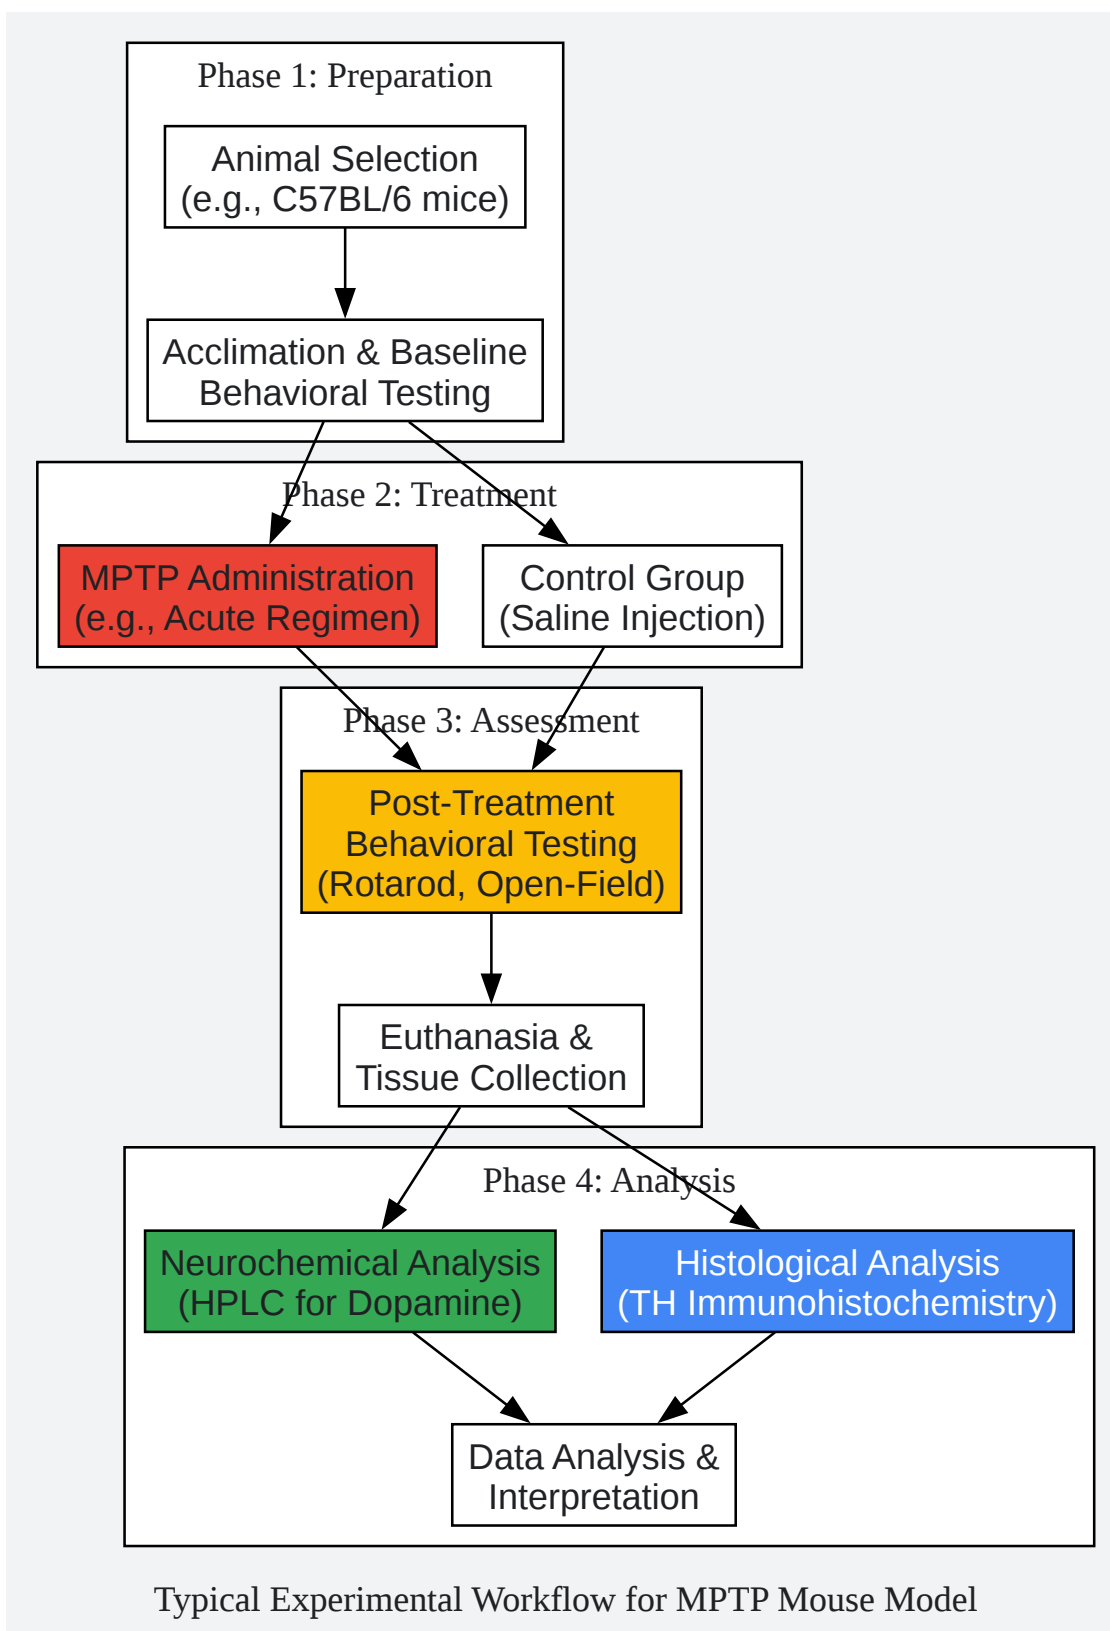 Phase 1: Preparation
Animal Selection
(e.g., C57BL/6 mice)
Acclimation & Baseline
Behavioral Testing
Phase 2: Treatment
MPTP Administration
(e.g., Acute Regimen)
Control Group
(Saline Injection)
Phase 3: Assessment
Post-Treatment
Behavioral Testing
(Rotarod, Open-Field)
Euthanasia &
Tissue Collection
Phase 4: Analysis
Neurochemical Analysis
(HPLC for Dopamine)
Histological Analysis
(TH Immunohistochemistry)
Data Analysis &
Interpretation
Typical Experimental Workflow for MPTP Mouse Model